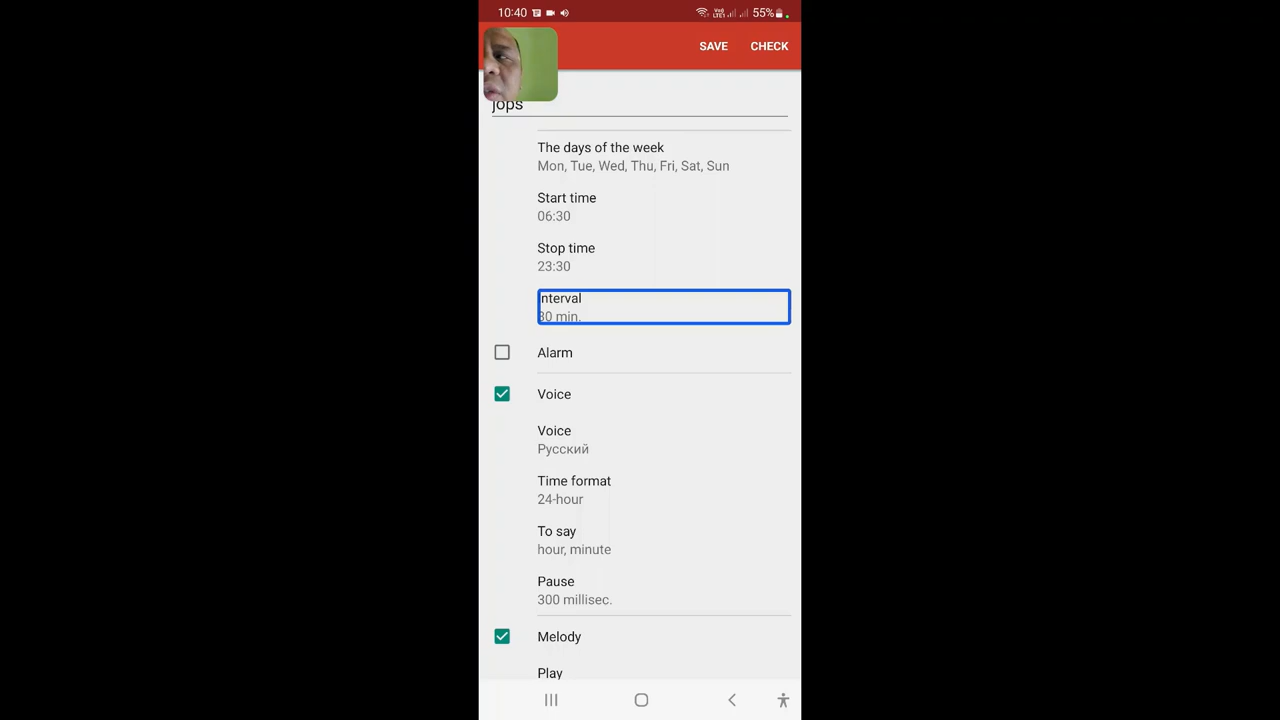 10:40 55%
SAVE CHECK
jops
The days of the week
Mon, Tue, Wed, Thu, Fri, Sat, Sun
Start time
06:30
Stop time
23:30
Interval
30 min.
Alarm
Voice
Voice
Русский
Time format
24-hour
To say
hour, minute
Pause
300 millisec.
Melody
Play